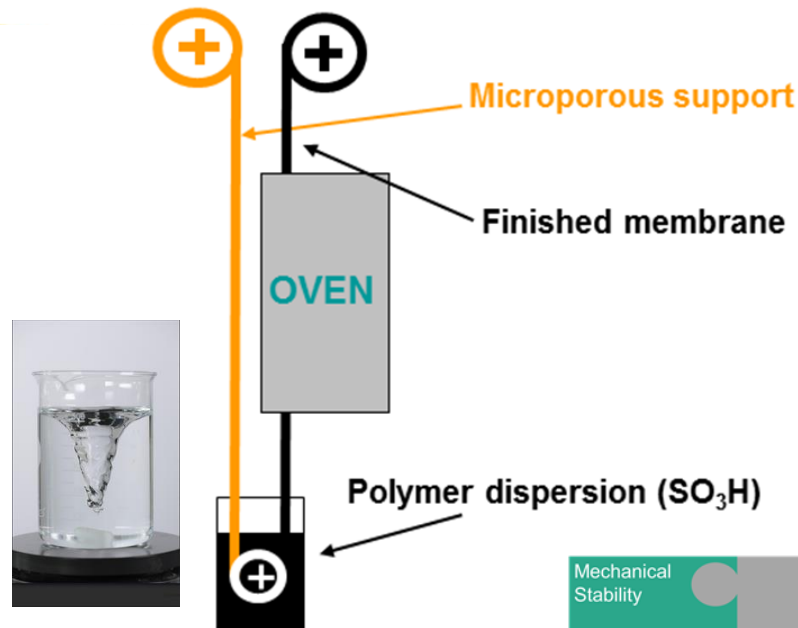 Microporous support
Finished membrane
OVEN
Polymer dispersion (SO₃H)
Mechanical
Stability